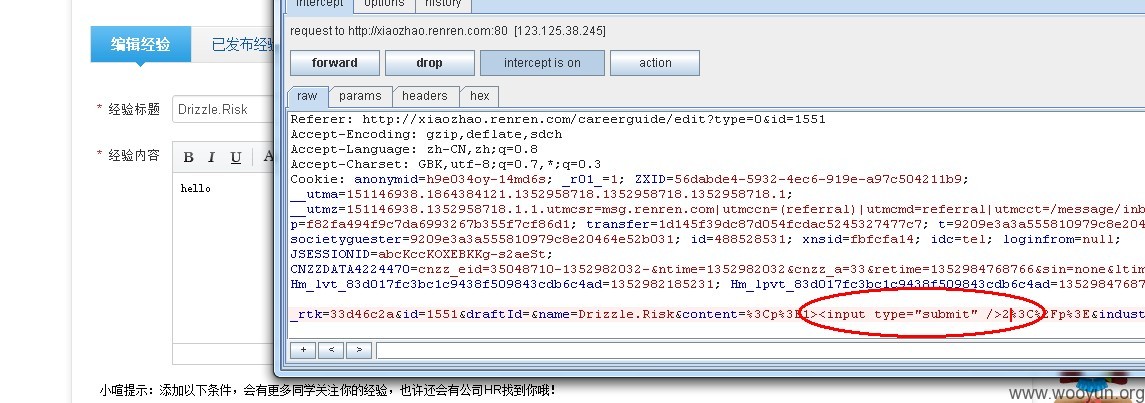 intercept options history
编辑经验 已发布经验
request to http://xiaozhao.renren.com:80 [123.125.38.245]
forward drop intercept is on action
raw params headers hex
* 经验标题 Drizzle.Risk
* 经验内容 B I U A
hello
Referer: http://xiaozhao.renren.com/careerguide/edit?type=0&id=1551
Accept-Encoding: gzip,deflate,sdch
Accept-Language: zh-CN,zh;q=0.8
Accept-Charset: GBK,utf-8;q=0.7,*;q=0.3
Cookie: anonymid=h9e034oy-14md6s; _r01_=1; ZXID=56dabde4-5932-4ec6-919e-a97c504211b9;
__utma=151146938.1864384121.1352958718.1352958718.1352958718.1;
__utmz=151146938.1352958718.1.1.utmcsr=msg.renren.com|utmccn=(referral)|utmcmd=referral|utmcct=/message/inb
p=f82fa494f9c7da6993267b355f7cf86d1; transfer=1d145f39dc87d054fcdac5245327477c7; t=9209e3a3a555810979c8e
societyguester=9209e3a3a555810979c8e20464e52b031; id=488528531; xnsid=fbfcfa14; idc=tel; loginfrom=null;
JSESSIONID=abcKccKOXEBKKg-s2aeSt;
CNZZDATA4224470=cnzz_eid=35048710-1352982032-&ntime=1352982032&cnzz_a=33&retime=1352984768766&sin=none&ltim
Hm_lvt_83d017fc3bc1c9438f509843cdb6c4ad=1352982185231; Hm_lpvt_83d017fc3bc1c9438f509843cdb6c4ad=13529847687
_rtk=33d46c2a&id=1551&draftId=&name=Drizzle.Risk&content=%3Cp%3E1><input type="submit" />2%3C%2Fp%3E&indust
+ < >
小喧提示：添加以下条件，会有更多同学关注你的经验，也许还会有公司HR找到你哦！
www.wooyun.org